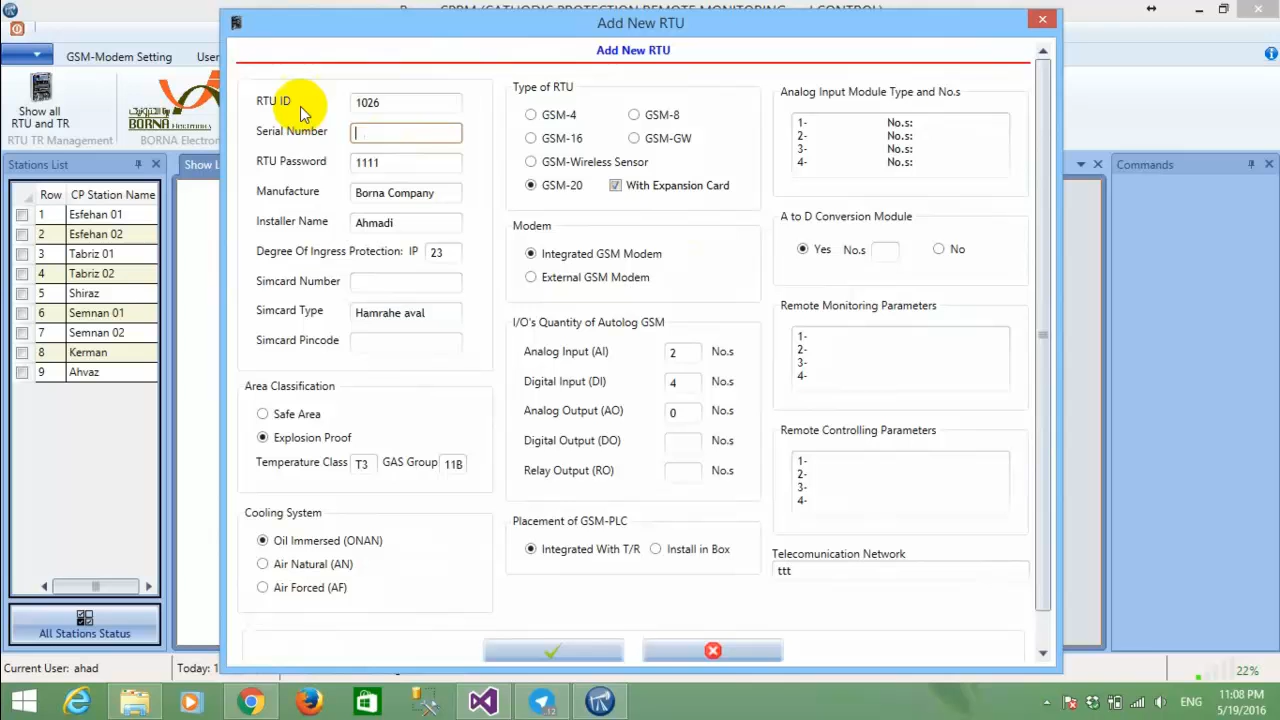 Add New RTU
GSM-Modem Setting
User
Show all
RTU and TR
BORNA Electronics
RTU TR Management
BORNA Electron
Stations List
Show L
Row CP Station Name
1 Esfehan 01
2 Esfehan 02
3 Tabriz 01
4 Tabriz 02
5 Shiraz
6 Semnan 01
7 Semnan 02
8 Kerman
9 Ahvaz
All Stations Status
Add New RTU
RTU ID 1026
Serial Number
RTU Password 1111
Manufacture Borna Company
Installer Name Ahmadi
Degree Of Ingress Protection: IP 23
Simcard Number
Simcard Type Hamrahe aval
Simcard Pincode
Area Classification
Safe Area
Explosion Proof
Temperature Class T3 GAS Group 11B
Cooling System
Oil Immersed (ONAN)
Air Natural (AN)
Air Forced (AF)
Type of RTU
GSM-4 GSM-8
GSM-16 GSM-GW
GSM-Wireless Sensor
GSM-20 With Expansion Card
Modem
Integrated GSM Modem
External GSM Modem
I/O's Quantity of Autolog GSM
Analog Input (AI) 2 No.s
Digital Input (DI) 4 No.s
Analog Output (AO) 0 No.s
Digital Output (DO) No.s
Relay Output (RO) No.s
Placement of GSM-PLC
Integrated With T/R Install in Box
Analog Input Module Type and No.s
1- No.s:
2- No.s:
3- No.s:
4- No.s:
A to D Conversion Module
Yes No.s No
Remote Monitoring Parameters
1-
2-
3-
4-
Remote Controlling Parameters
1-
2-
3-
4-
Telecomunication Network
ttt
Commands
Current User: ahad
Today: 1
22%
12
ENG
11:08 PM
5/19/2016